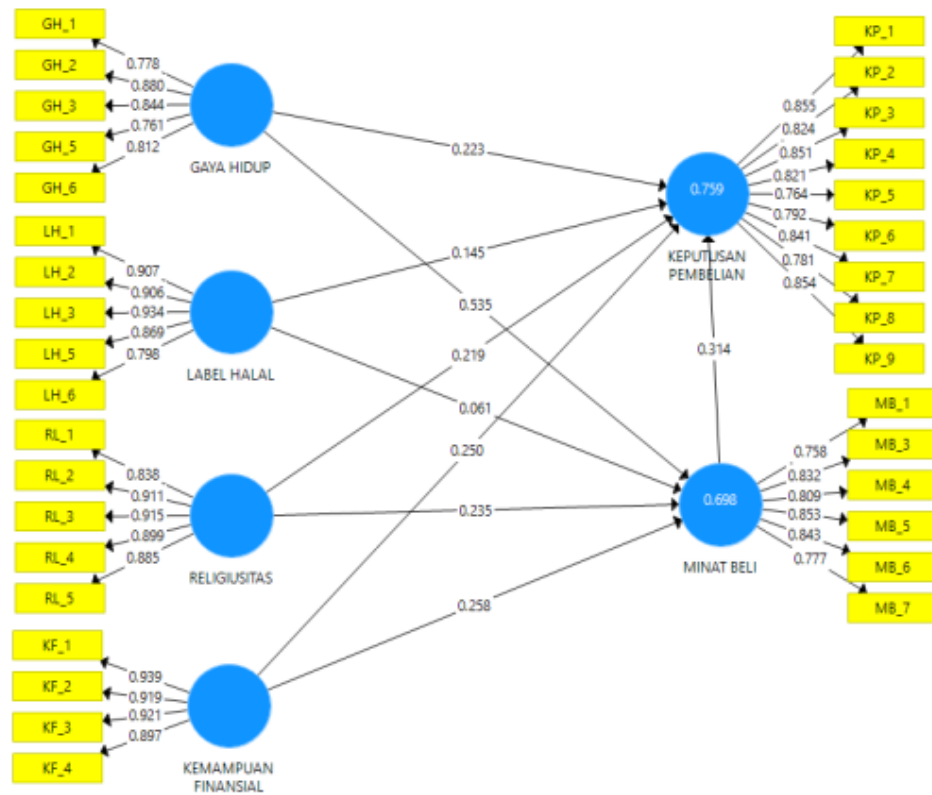 GH_1
GH_2
GH_3
GH_5
GH_6
0.778
0.880
0.844
0.761
0.812
GAYA HIDUP
LH_1
LH_2
LH_3
LH_5
LH_6
0.907
0.906
0.934
0.869
0.798
LABEL HALAL
RL_1
RL_2
RL_3
RL_4
RL_5
0.838
0.911
0.915
0.899
0.885
RELIGIUSITAS
KF_1
KF_2
KF_3
KF_4
0.939
0.919
0.921
0.897
KEMAMPUAN
FINANSIAL
0.223
0.145
0.535
0.219
0.061
0.250
0.235
0.258
0.314
0.759
KEPUTUSAN
PEMBELIAN
0.855
0.824
0.851
0.821
0.764
0.792
0.841
0.781
0.854
KP_1
KP_2
KP_3
KP_4
KP_5
KP_6
KP_7
KP_8
KP_9
0.698
MINAT BELI
0.758
0.832
0.809
0.853
0.843
0.777
MB_1
MB_3
MB_4
MB_5
MB_6
MB_7